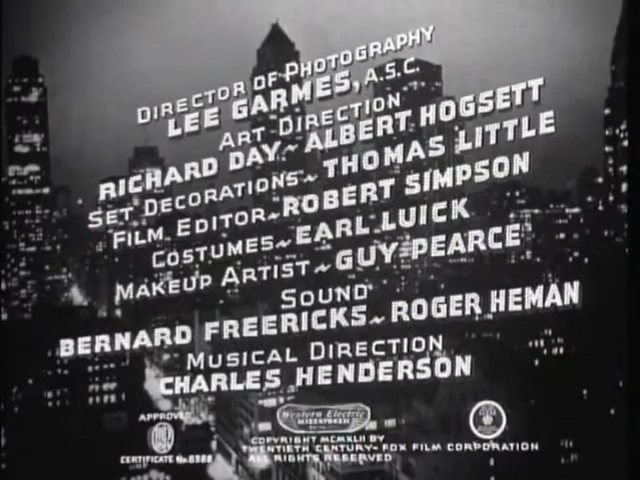 DIRECTOR OF PHOTOGRAPHY
LEE GARMES, A.S.C.
ART DIRECTION
RICHARD DAY~ALBERT HOGSETT
SET DECORATIONS~THOMAS LITTLE
FILM EDITOR~ROBERT SIMPSON
COSTUMES~EARL LUICK
MAKEUP ARTIST~GUY PEARCE
SOUND
BERNARD FREERICKS~ROGER HEMAN
MUSICAL DIRECTION
CHARLES HENDERSON
APPROVED
CERTIFICATE No.
Western Electric
COPYRIGHT MCMXLII BY
TWENTIETH CENTURY-FOX FILM CORPORATION
ALL RIGHTS RESERVED